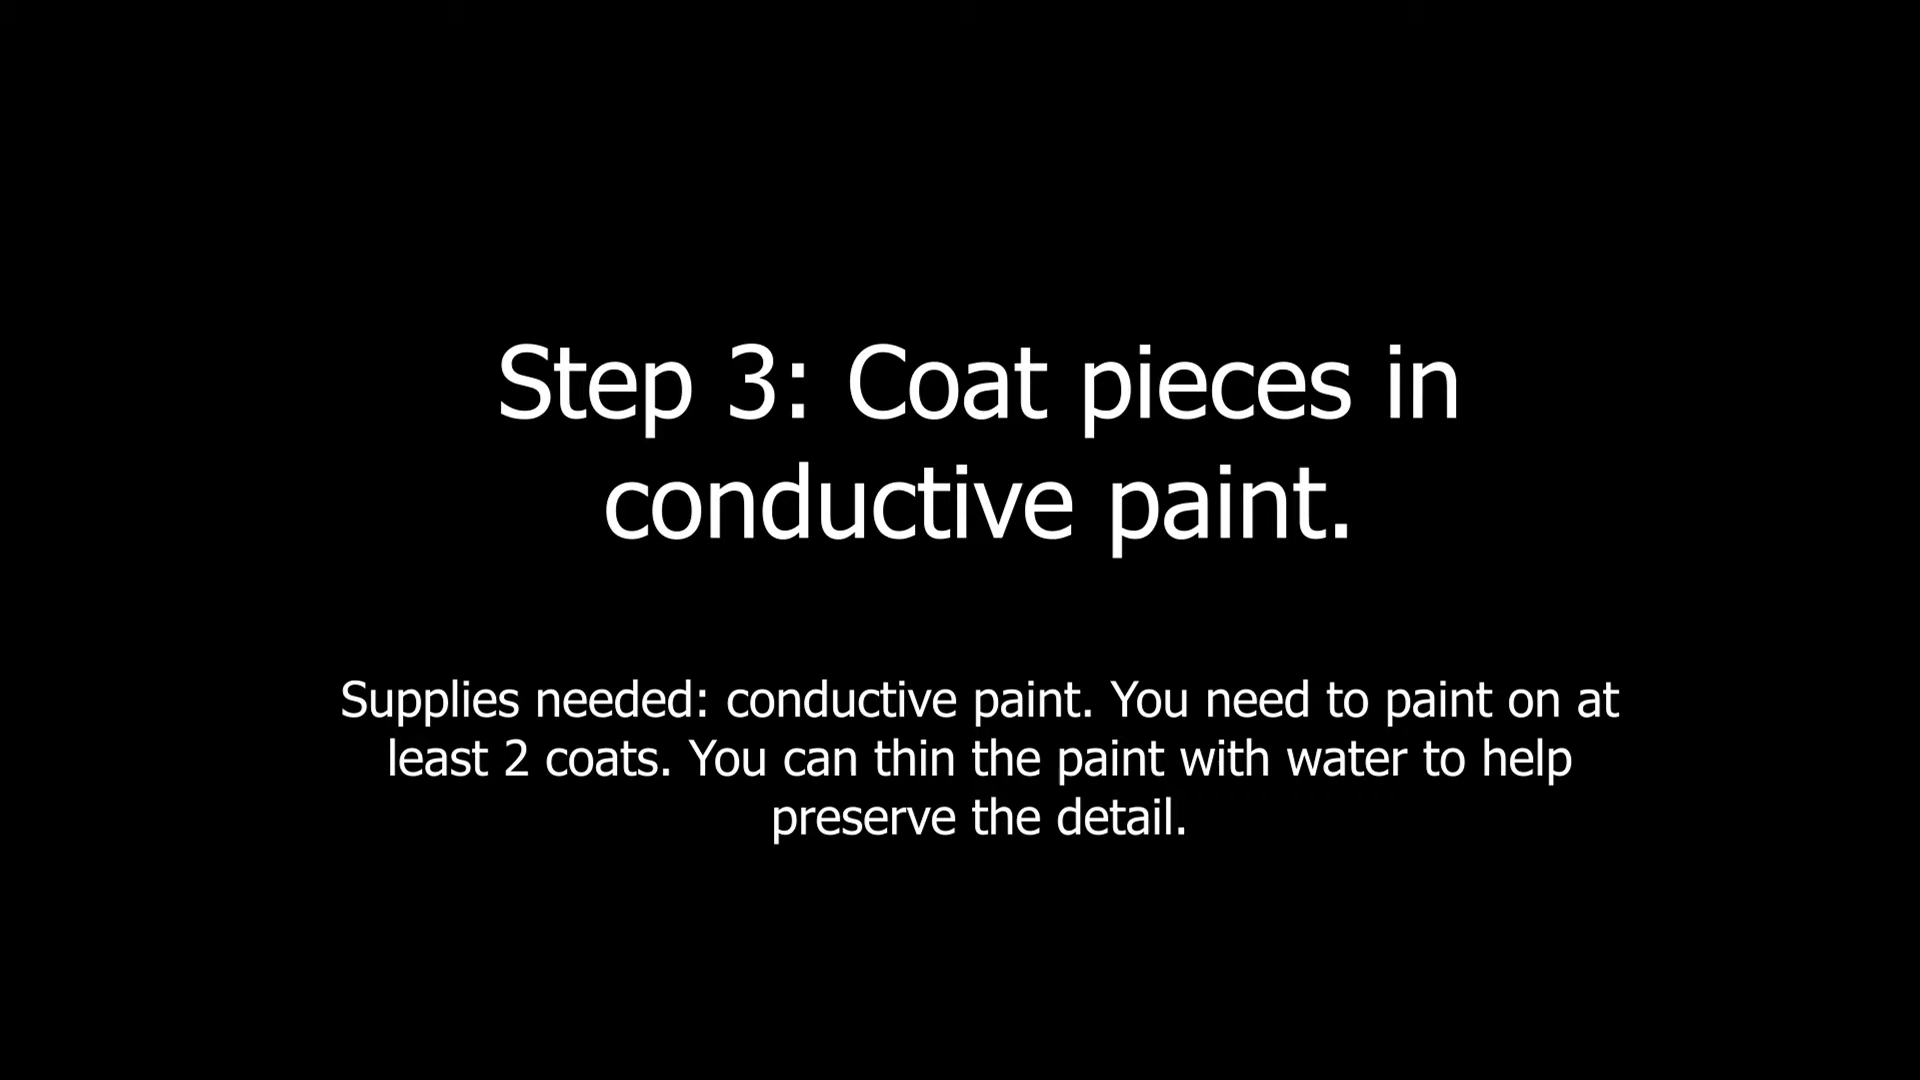 Step 3: Coat pieces in
conductive paint.
Supplies needed: conductive paint. You need to paint on at
least 2 coats. You can thin the paint with water to help
preserve the detail.